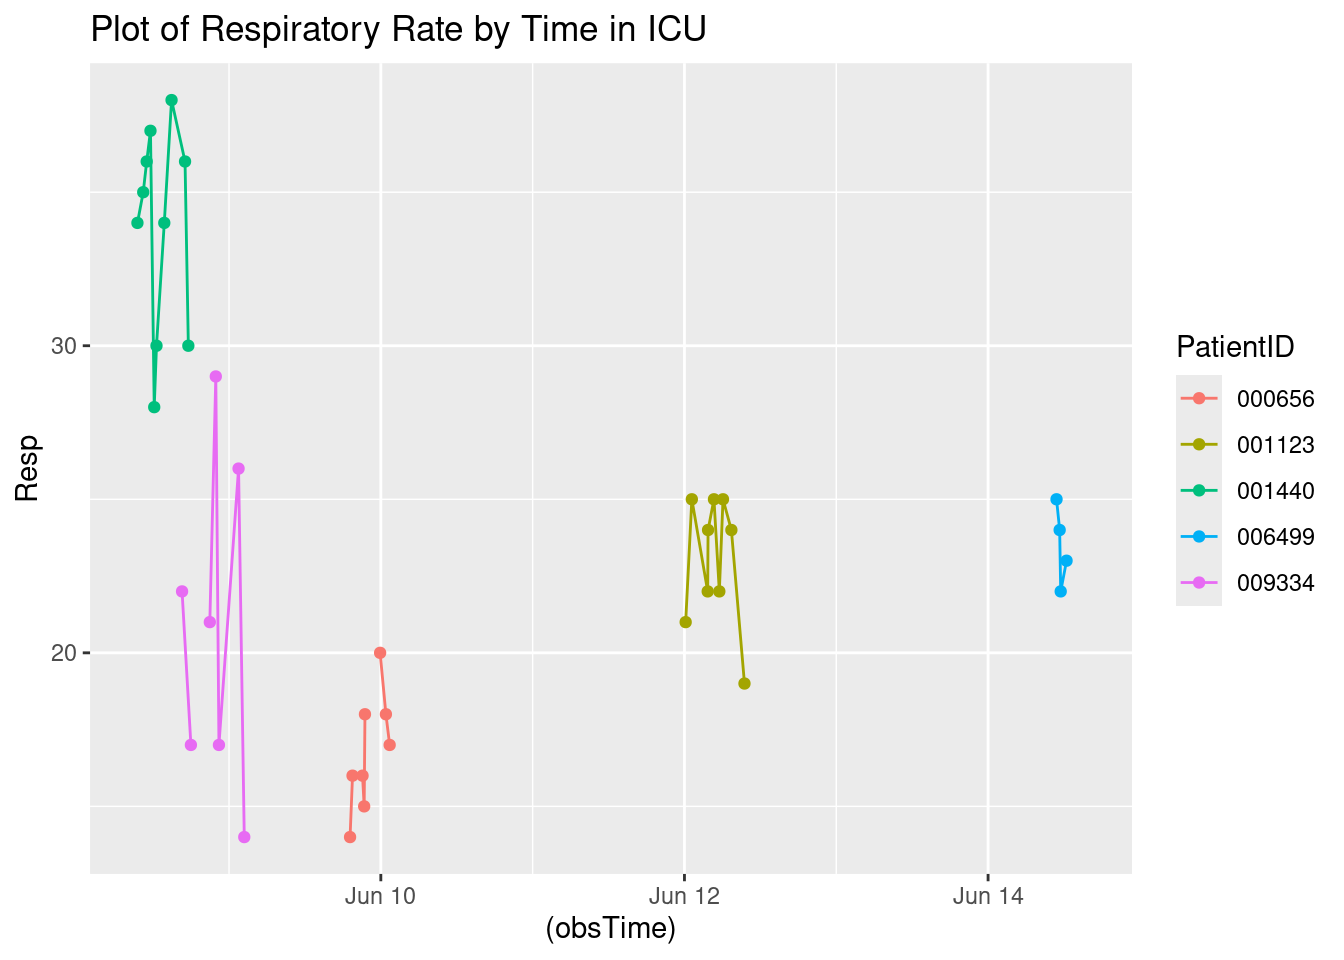 Plot of Respiratory Rate by Time in ICU
30
20
Resp
Jun 10
Jun 12
Jun 14
(obsTime)
PatientID
000656
001123
001440
006499
009334